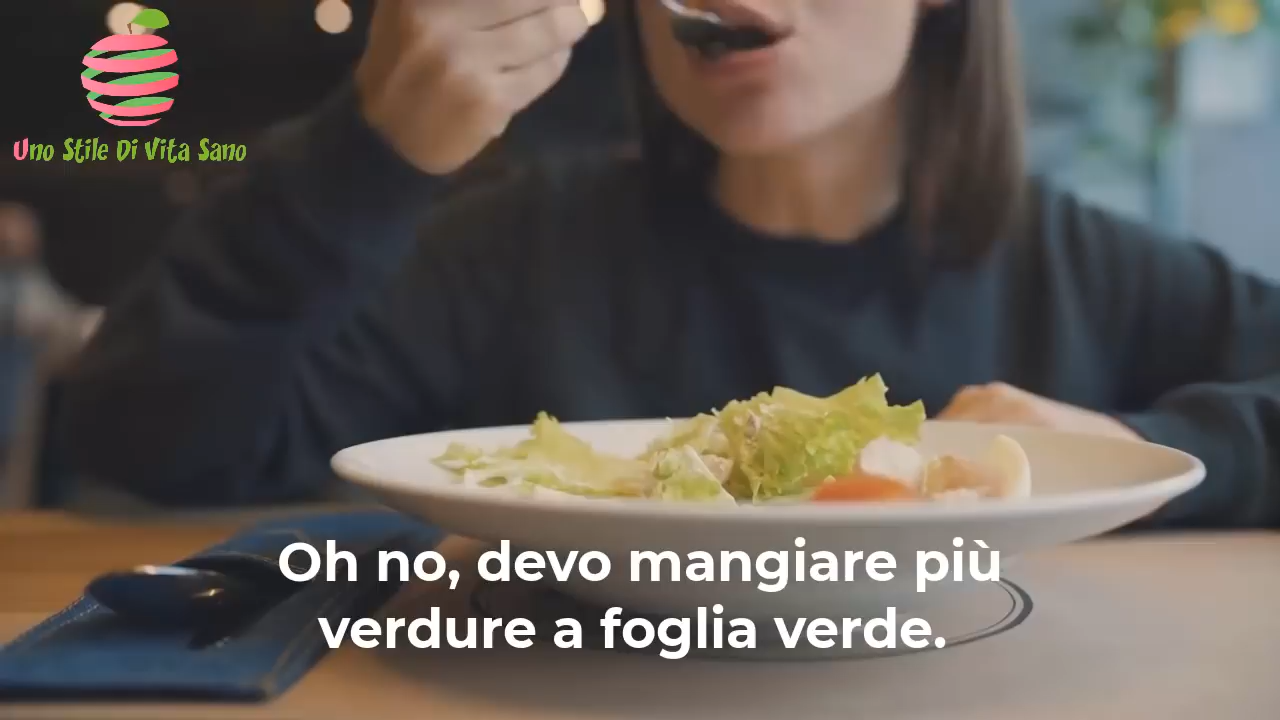 Uno Stile Di Vita Sano
Oh no, devo mangiare più
verdure a foglia verde.